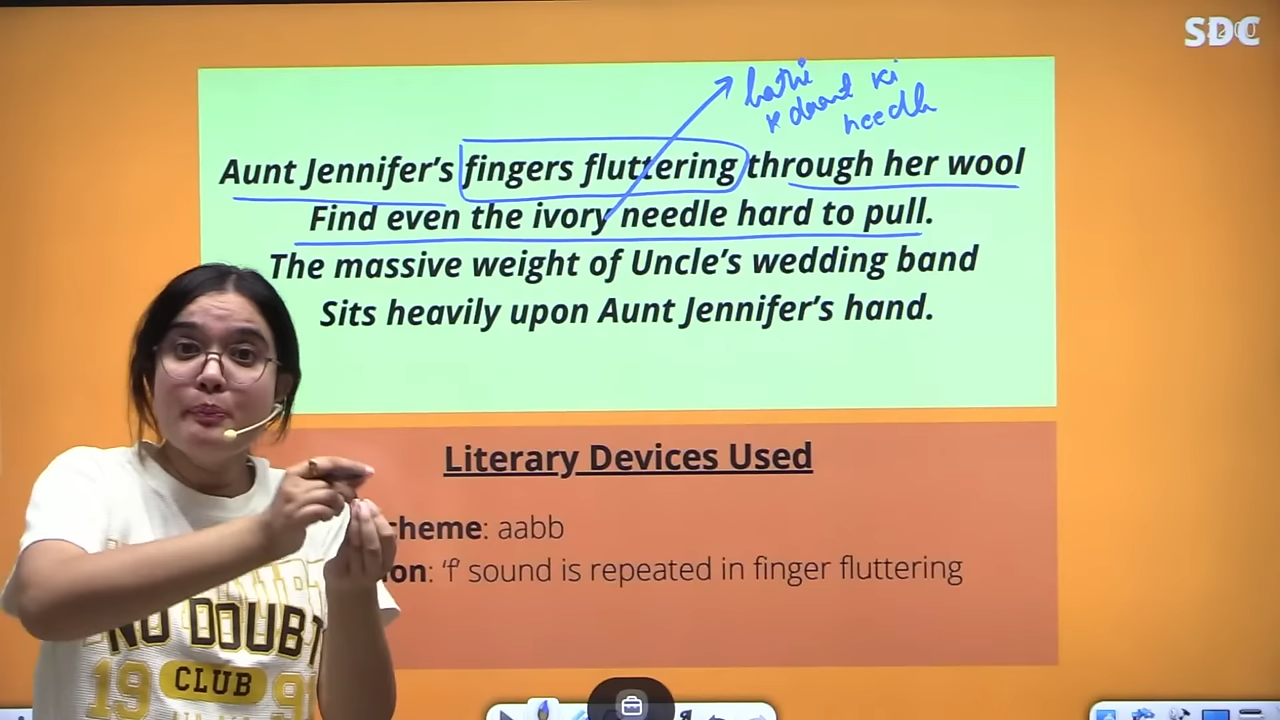 SDC
hathi
k daant ki
needle
Aunt Jennifer’s fingers fluttering through her wool
Find even the ivory needle hard to pull.
The massive weight of Uncle’s wedding band
Sits heavily upon Aunt Jennifer’s hand.
Literary Devices Used
cheme: aabb
on: ‘f’ sound is repeated in finger fluttering
NO DOUBT
19 CLUB 9